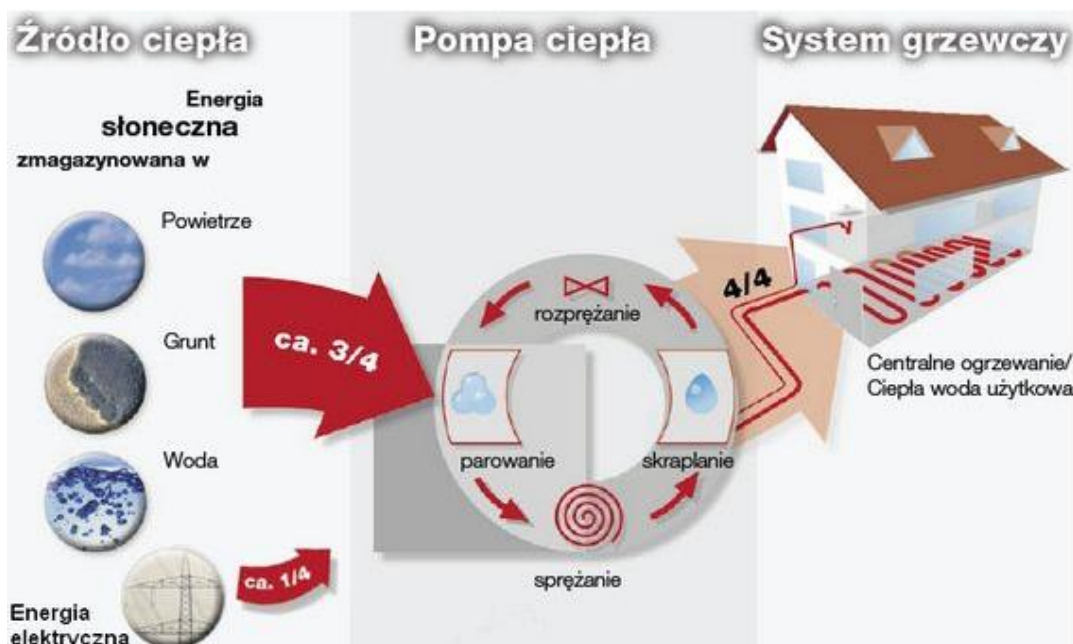 Źródło ciepła
Pompa ciepła
System grzewczy
Energia
słoneczna
zmagazynowana w
Powietrze
Grunt
Woda
Energia
elektryczna
ca. 3/4
ca. 1/4
rozprężanie
parowanie
skraplanie
sprężanie
4/4
Centralne ogrzewanie/
Ciepła woda użytkowa